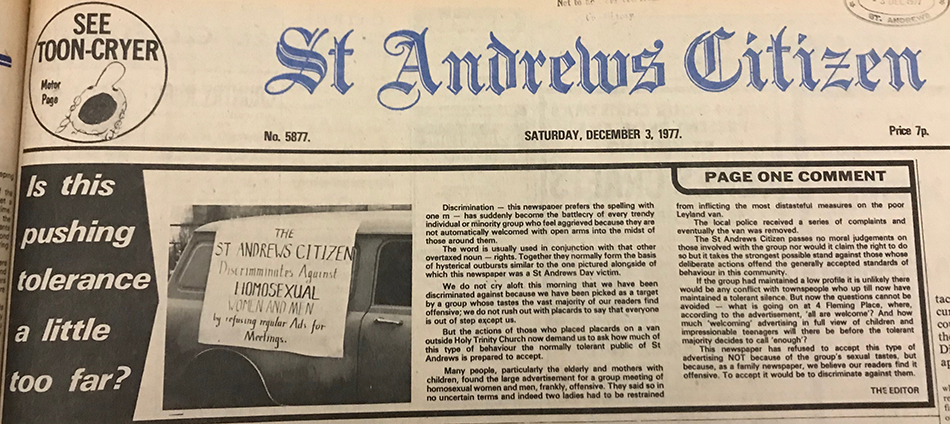 SEE
TOON-CRYER
Motor
Page
St Andrews Citizen
ST. ANDREWS
No. 5877.
SATURDAY, DECEMBER 3, 1977.
Price 7p.
Is this
pushing
tolerance
a little
too far?
THE
ST ANDREWS CITIZEN
Discrimminates Against
HOMOSEXUAL
WOMEN AND MEN
by refusing regular Ads for
Meetings.
PAGE ONE COMMENT
Discrimination — this newspaper prefers the spelling with
one m — has suddenly become the battlecry of every trendy
individual or minority group who feel aggrieved because they are
not automatically welcomed with open arms into the midst of
those around them.
The word is usually used in conjunction with that other
overtaxed noun — rights. Together they normally form the basis
of hysterical outbursts similar to the one pictured alongside of
which this newspaper was a St Andrews Day victim.
We do not cry aloft this morning that we have been
discriminated against because we have been picked as a target
by a group whose tastes the vast majority of our readers find
offensive; we do not rush out with placards to say that everyone
is out of step except us.
But the actions of those who placed placards on a van
outside Holy Trinity Church now demand us to ask how much of
this type of behaviour the normally tolerant public of St
Andrews is prepared to accept.
Many people, particularly the elderly and mothers with
children, found the large advertisement for a group meeting of
homosexual women and men, frankly, offensive. They said so in
no uncertain terms and indeed two ladies had to be restrained
from inflicting the most distasteful measures on the poor
Leyland van.
The local police received a series of complaints and
eventually the van was removed.
The St Andrews Citizen passes no moral judgements on
those involved with the group nor would it claim the right to do
so but it takes the strongest possible stand against those whose
deliberate actions offend the generally accepted standards of
behaviour in this community.
If the group had maintained a low profile it is unlikely there
would be any conflict with townspeople who up till now have
maintained a tolerant silence. But now the questions cannot be
avoided — what is going on at 4 Fleming Place, where,
according to the advertisement, 'all are welcome'? And how
much 'welcoming' advertising in full view of children and
impressionable teenagers will there be before the tolerant
majority decides to call 'enough'?
This newspaper has refused to accept this type of
advertising NOT because of the group's sexual tastes, but
because, as a family newspaper, we believe our readers find it
offensive. To accept it would be to discriminate against them.
THE EDITOR